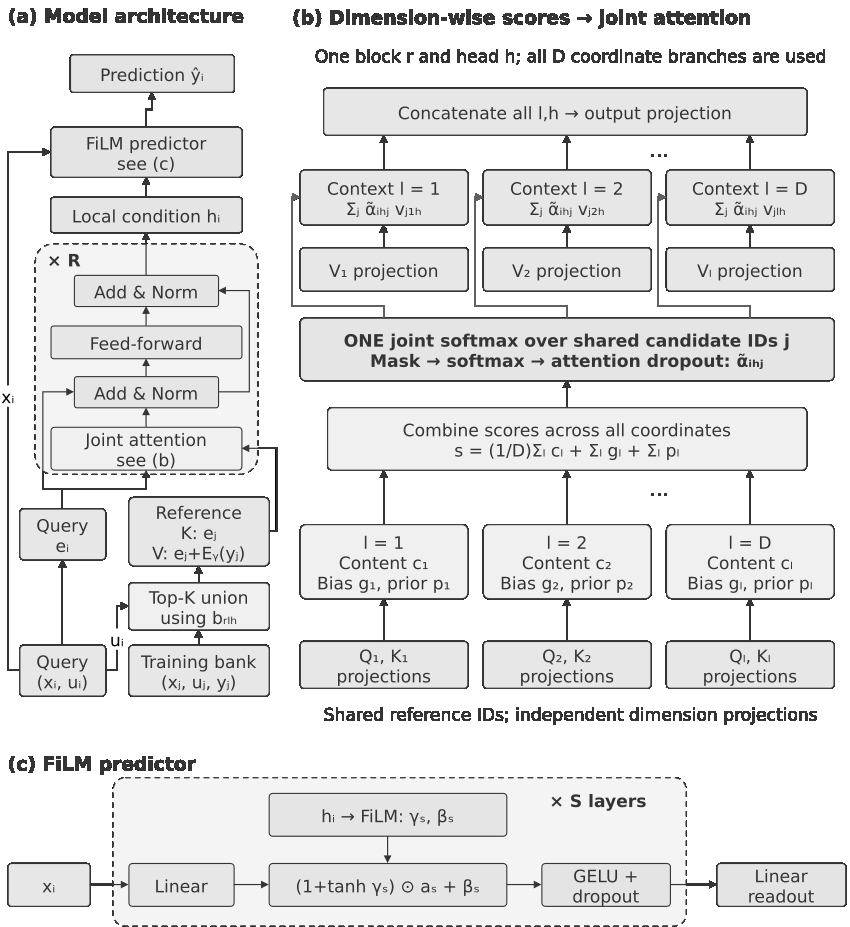 (a) Model architecture
Prediction ŷᵢ
FiLM predictor
see (c)
Local condition hᵢ
× R
Add & Norm
Feed-forward
Add & Norm
Joint attention
see (b)
xᵢ
Query
eᵢ
Reference
K: eⱼ
V: eⱼ+Eᵧ(yⱼ)
Top-K union
using bᵣₗₕ
uᵢ
Query
(xᵢ, uᵢ)
Training bank
(xⱼ, uⱼ, yⱼ)
(b) Dimension-wise scores → joint attention
One block r and head h; all D coordinate branches are used
Concatenate all l,h → output projection
...
Context l = 1
Σⱼ α̃ᵢₕⱼ vⱼ₁ₕ
Context l = 2
Σⱼ α̃ᵢₕⱼ vⱼ₂ₕ
Context l = D
Σⱼ α̃ᵢₕⱼ vⱼₗₕ
V₁ projection
V₂ projection
Vₗ projection
ONE joint softmax over shared candidate IDs j
Mask → softmax → attention dropout: α̃ᵢₕⱼ
Combine scores across all coordinates
s = (1/D)Σₗ cₗ + Σₗ gₗ + Σₗ pₗ
...
l = 1
Content c₁
Bias g₁, prior p₁
l = 2
Content c₂
Bias g₂, prior p₂
l = D
Content cₗ
Bias gₗ, prior pₗ
Q₁, K₁
projections
Q₂, K₂
projections
Qₗ, Kₗ
projections
Shared reference IDs; independent dimension projections
(c) FiLM predictor
× S layers
hᵢ → FiLM: γₛ, βₛ
xᵢ
Linear
(1+tanh γₛ) ⊙ aₛ + βₛ
GELU +
dropout
Linear
readout